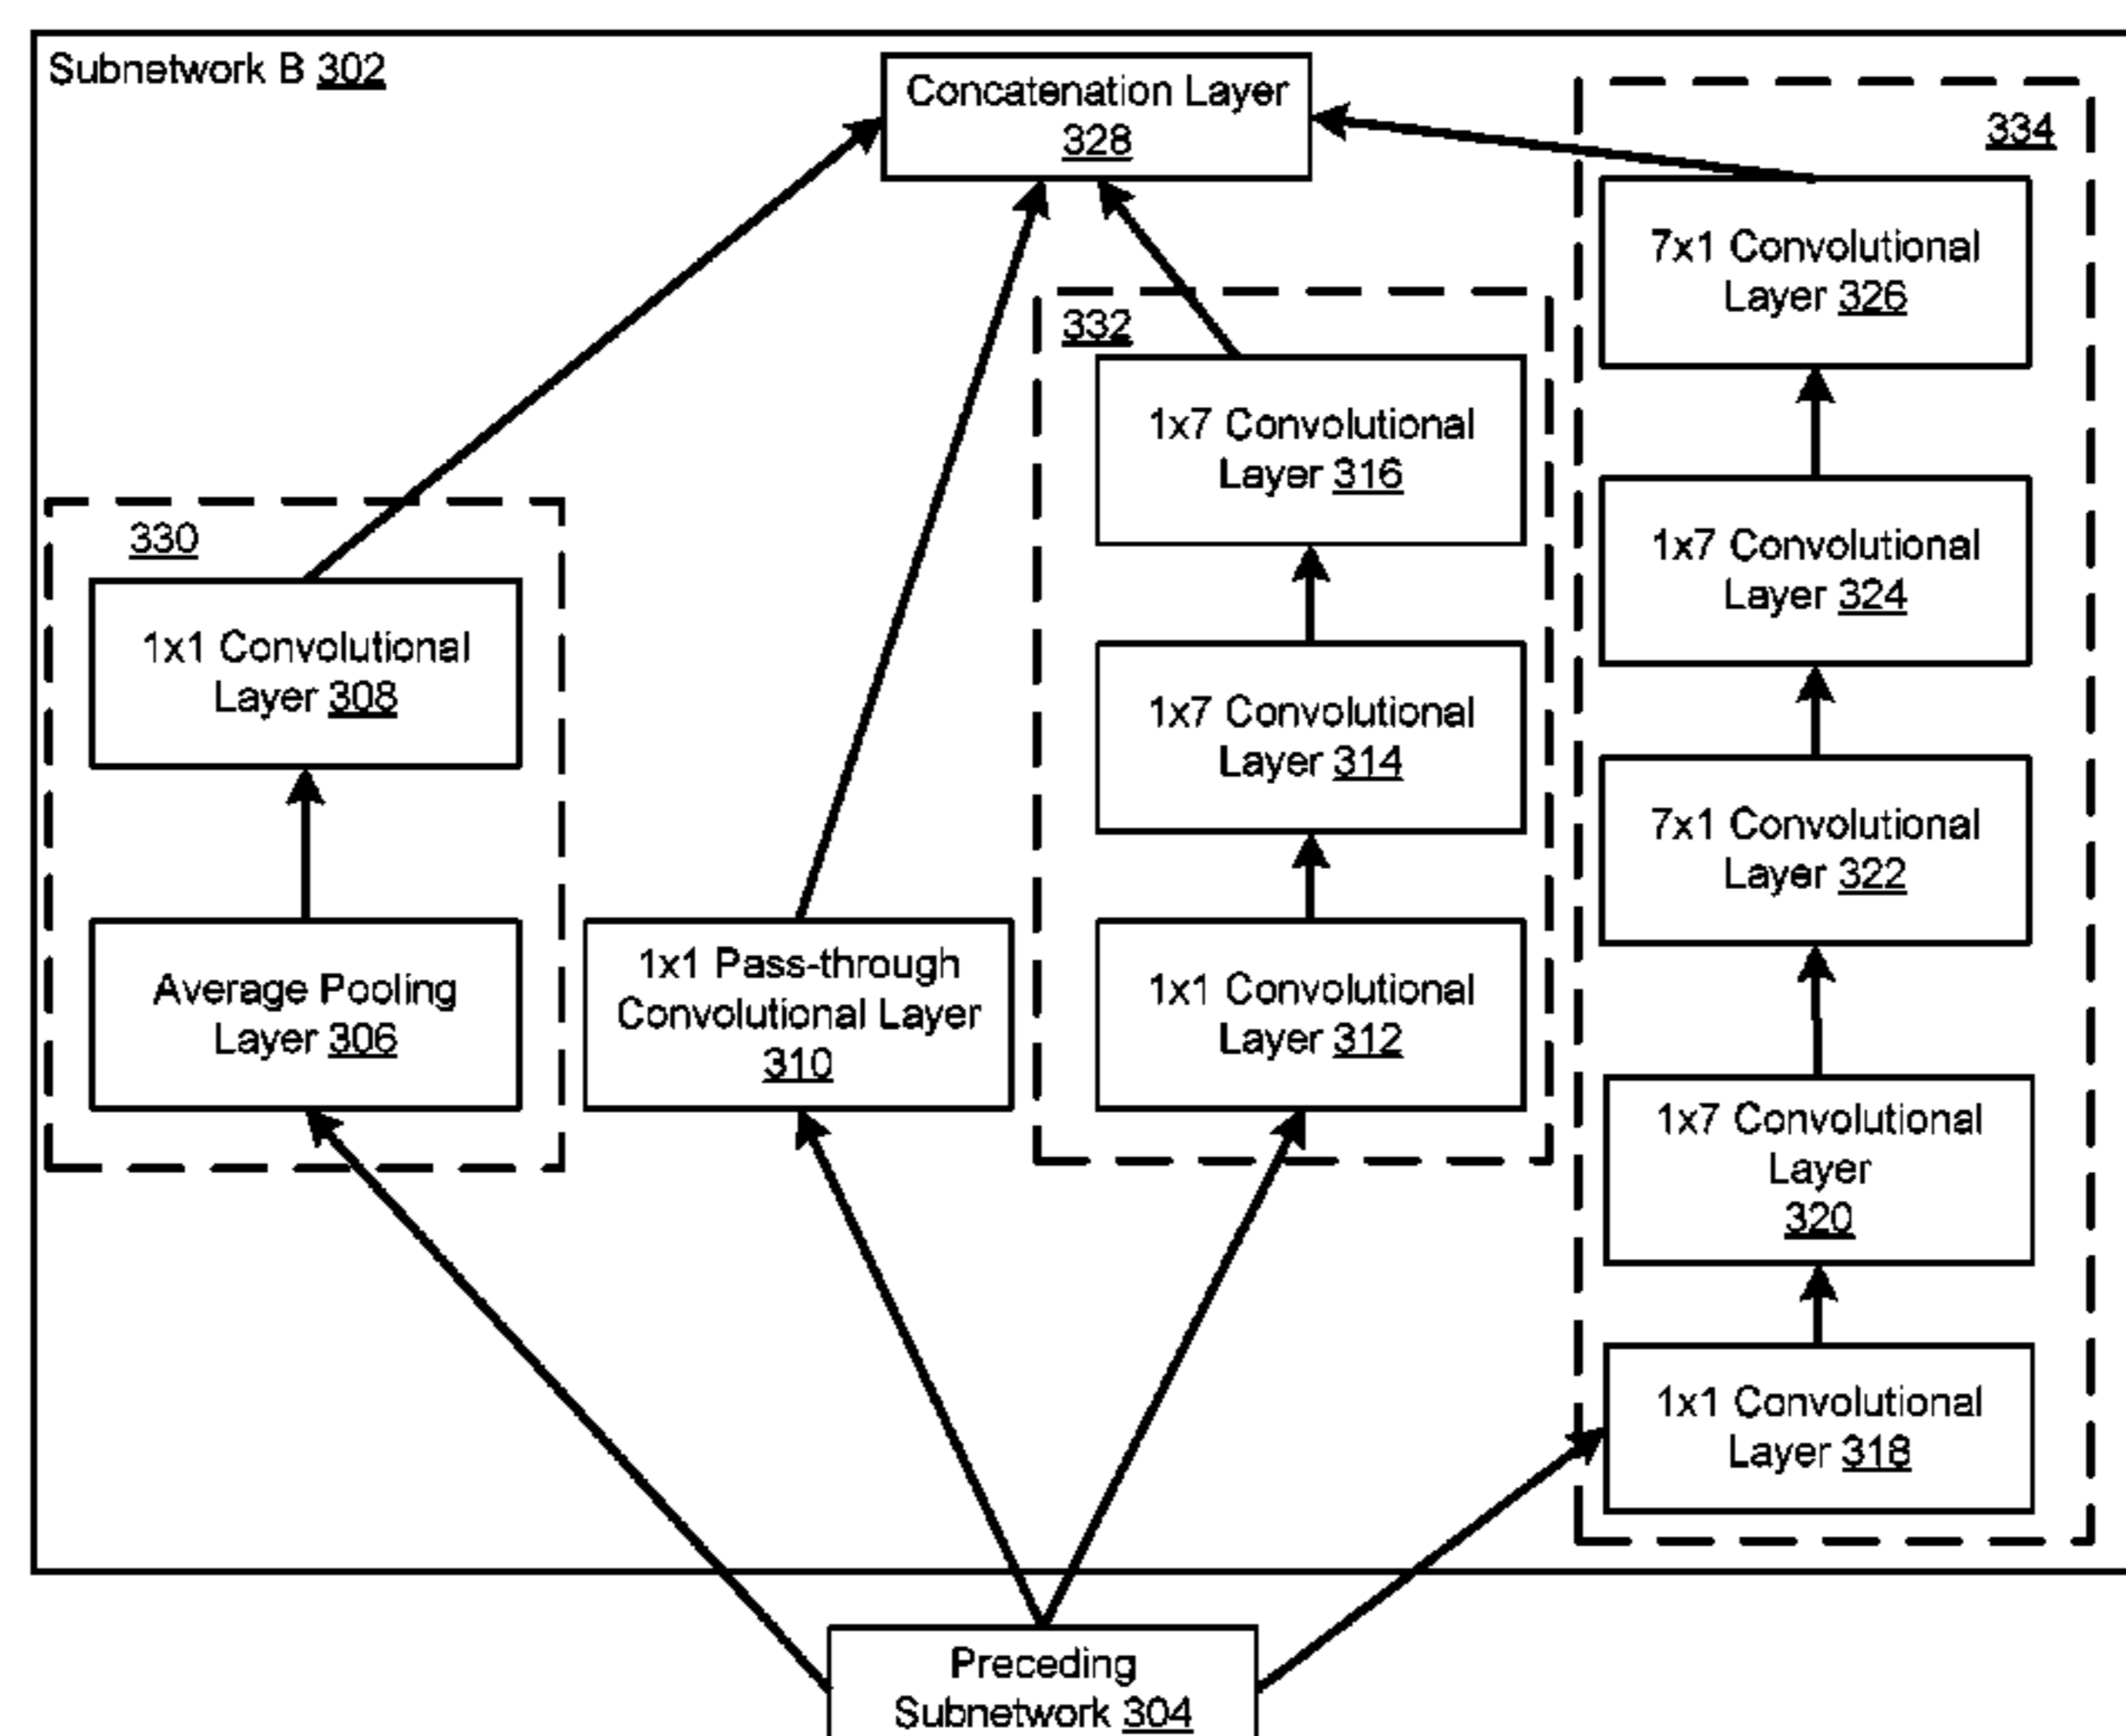 Subnetwork B 302
Concatenation Layer
328
334
7x1 Convolutional
Layer 326
332
1x7 Convolutional
Layer 316
1x7 Convolutional
Layer 324
330
1x1 Convolutional
Layer 308
1x7 Convolutional
Layer 314
7x1 Convolutional
Layer 322
Average Pooling
Layer 306
1x1 Pass-through
Convolutional Layer
310
1x1 Convolutional
Layer 312
1x7 Convolutional
Layer
320
1x1 Convolutional
Layer 318
Preceding
Subnetwork 304